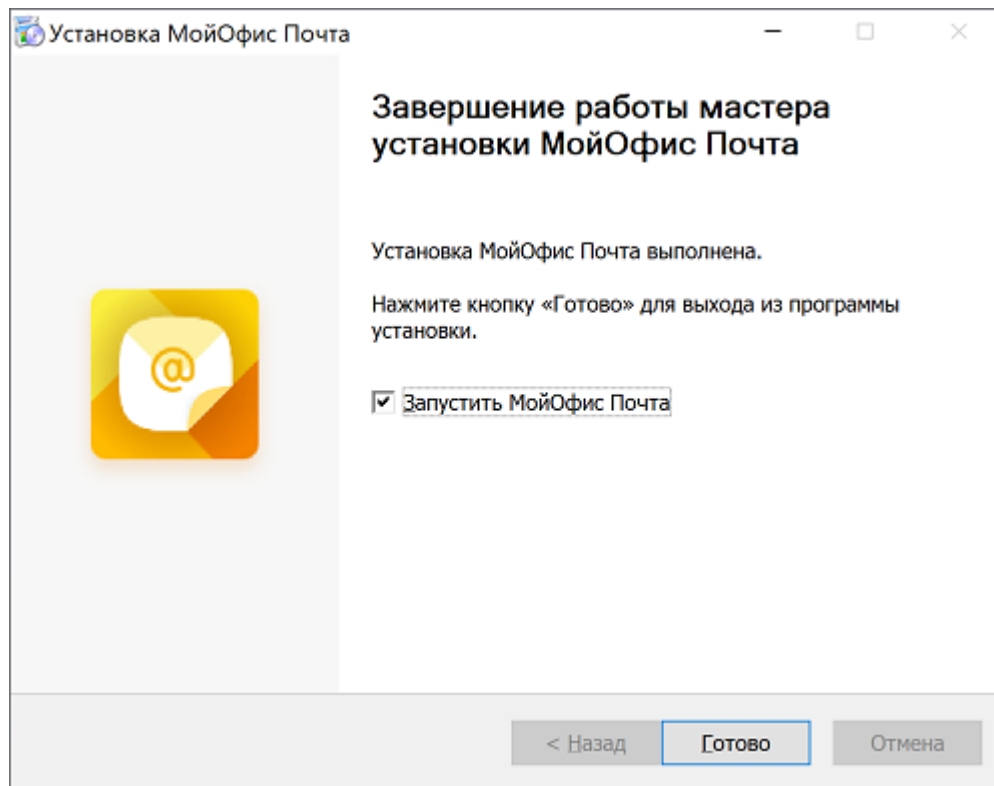 Установка МойОфис Почта
Завершение работы мастера
установки МойОфис Почта
Установка МойОфис Почта выполнена.
Нажмите кнопку «Готово» для выхода из программы
установки.
@
Запустить МойОфис Почта
< Назад Готово Отмена